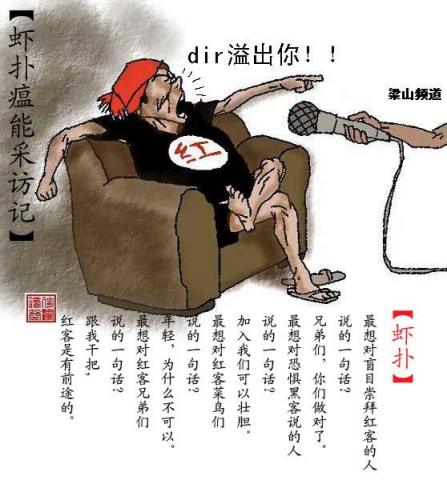 【虾扑瘟能采访记】
dir溢出你！！
梁山频道
红
【虾扑】
最想对盲目崇拜红客的人
说的一句话?
兄弟们，你们做对了。
最想对恐惧黑客说的人
说的一句话?
加入我们可以壮胆。
最想对红客菜鸟们
说的一句话?
年轻，为什么不可以。
最想对红客兄弟们
说的一句话?
跟我干把，
红客是有前途的。